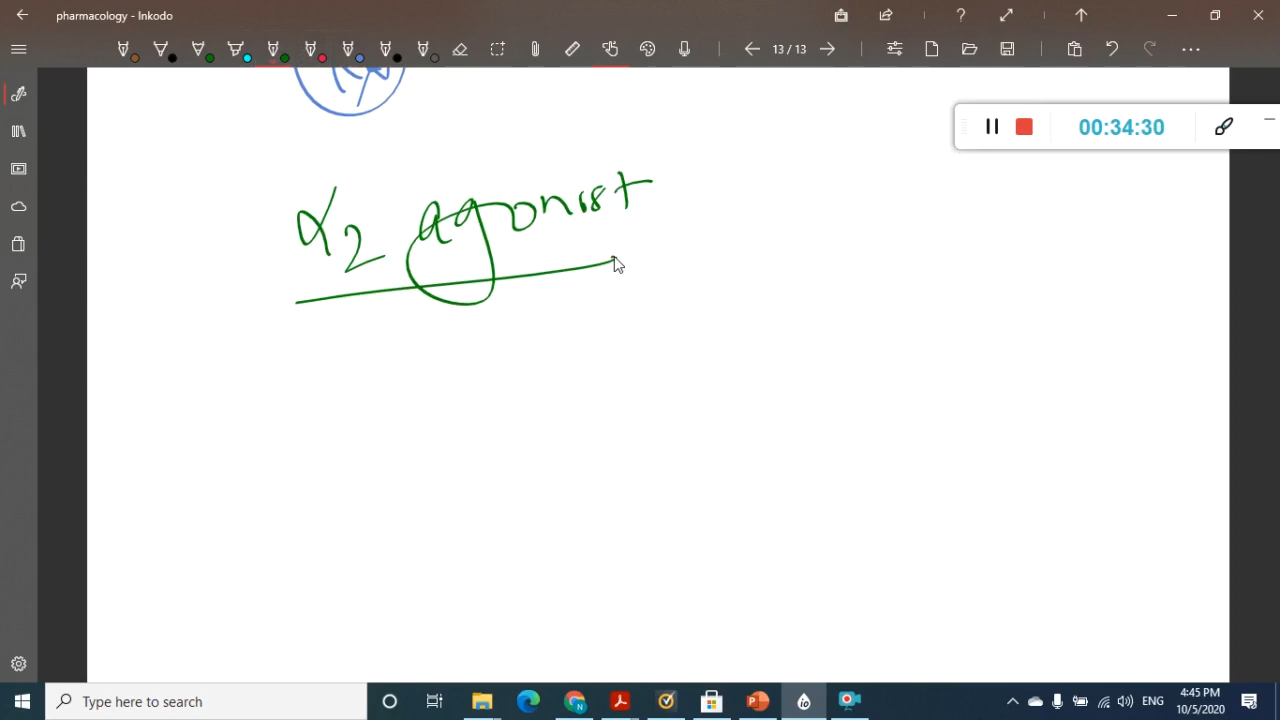 pharmacology - Inkodo
13 / 13
00:34:30
α2 agonist
Type here to search
ENG
4:45 PM
10/5/2020